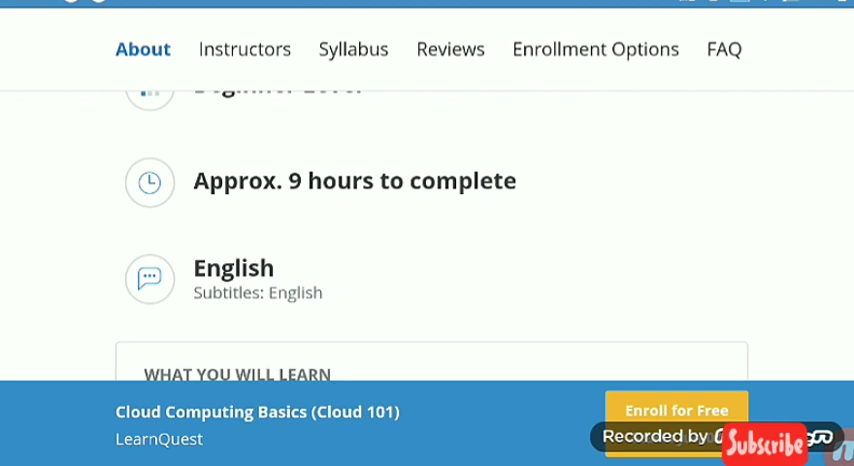 About Instructors Syllabus Reviews Enrollment Options FAQ
Approx. 9 hours to complete
English
Subtitles: English
WHAT YOU WILL LEARN
Cloud Computing Basics (Cloud 101)
LearnQuest
Enroll for Free
Recorded by
Subscribe